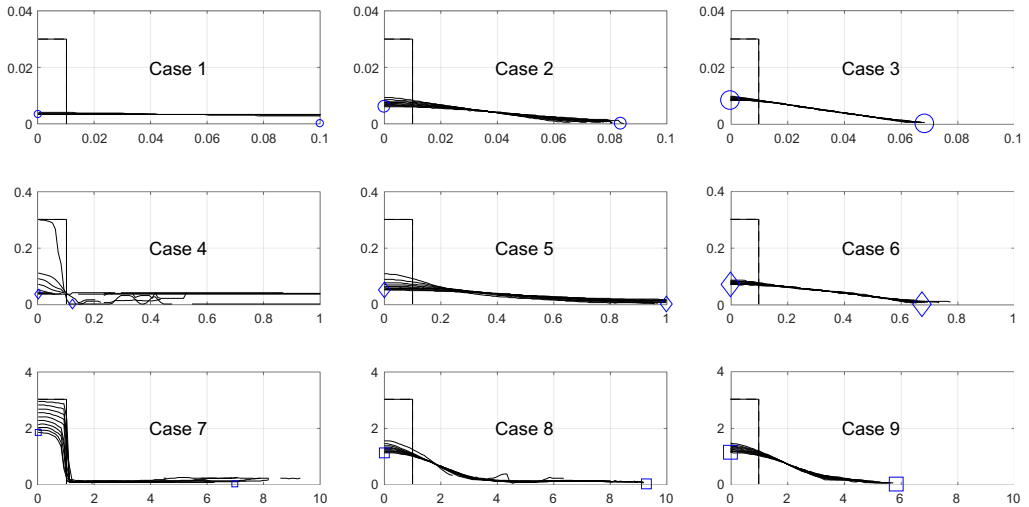 0.04 0.04 0.04
0.02 Case 1 0.02 Case 2 0.02 Case 3
0 0 0
0 0.02 0.04 0.06 0.08 0.1 0 0.02 0.04 0.06 0.08 0.1 0 0.02 0.04 0.06 0.08 0.1
0.4 0.4 0.4
0.2 Case 4 0.2 Case 5 0.2 Case 6
0 0 0
0 0.2 0.4 0.6 0.8 1 0 0.2 0.4 0.6 0.8 1 0 0.2 0.4 0.6 0.8 1
4 4 4
2 Case 7 2 Case 8 2 Case 9
0 0 0
0 2 4 6 8 10 0 2 4 6 8 10 0 2 4 6 8 10